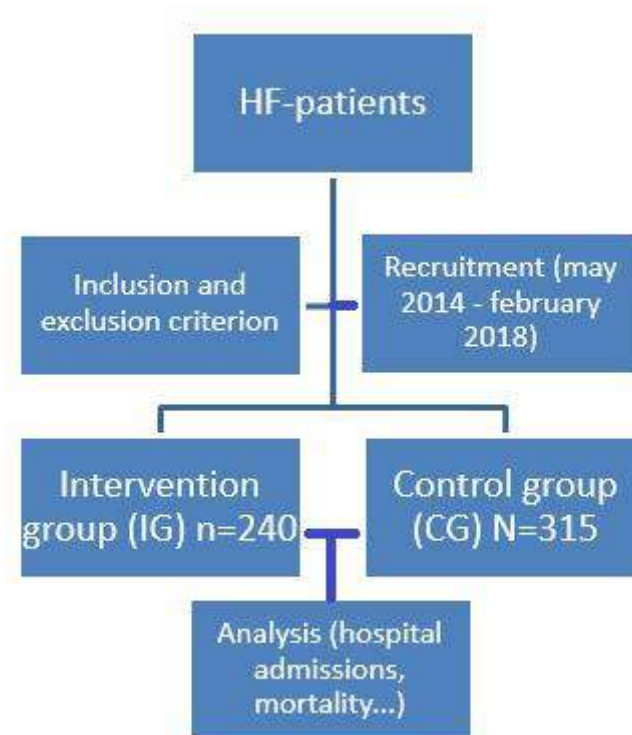 HF-patients
Inclusion and
exclusion criterion
Recruitment (may
2014 - february
2018)
Intervention
group (IG) n=240
Control group
(CG) N=315
Analysis (hospital
admissions,
mortality...)